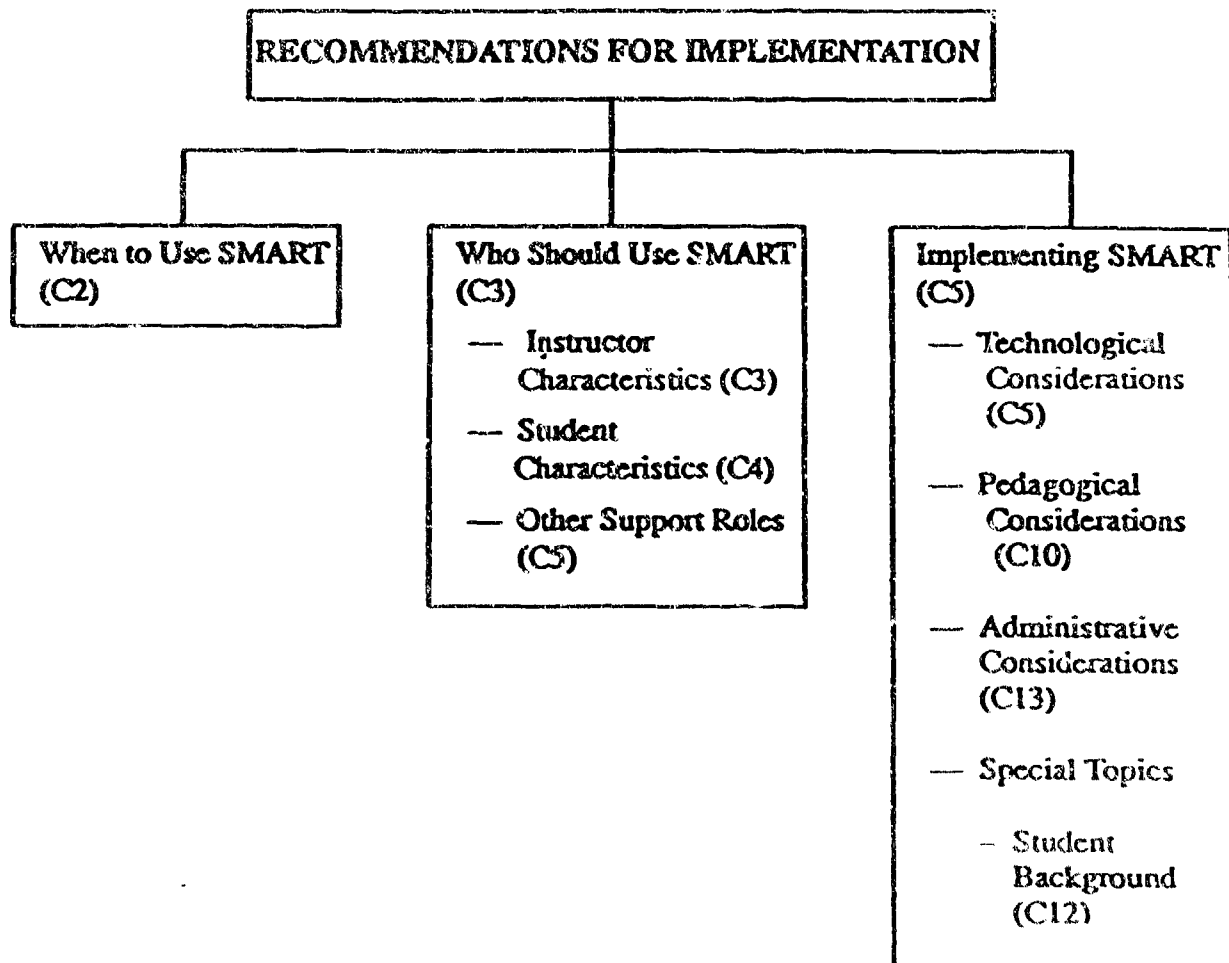 RECOMMENDATIONS FOR IMPLEMENTATION
When to Use SMART
(C2)
Who Should Use SMART
(C3)
— Instructor
Characteristics (C3)
— Student
Characteristics (C4)
— Other Support Roles
(C5)
Implementing SMART
(C5)
— Technological
Considerations
(C5)
— Pedagogical
Considerations
(C10)
— Administrative
Considerations
(C13)
— Special Topics
– Student
Background
(C12)